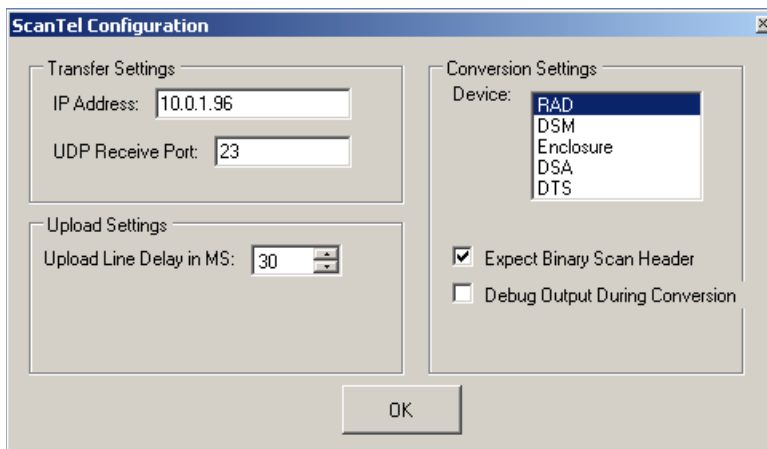 ScanTel Configuration
Transfer Settings
IP Address: 10.0.1.96
UDP Receive Port: 23
Upload Settings
Upload Line Delay in MS: 30
Conversion Settings
Device:
RAD
DSM
Enclosure
DSA
DTS
Expect Binary Scan Header
Debug Output During Conversion
OK